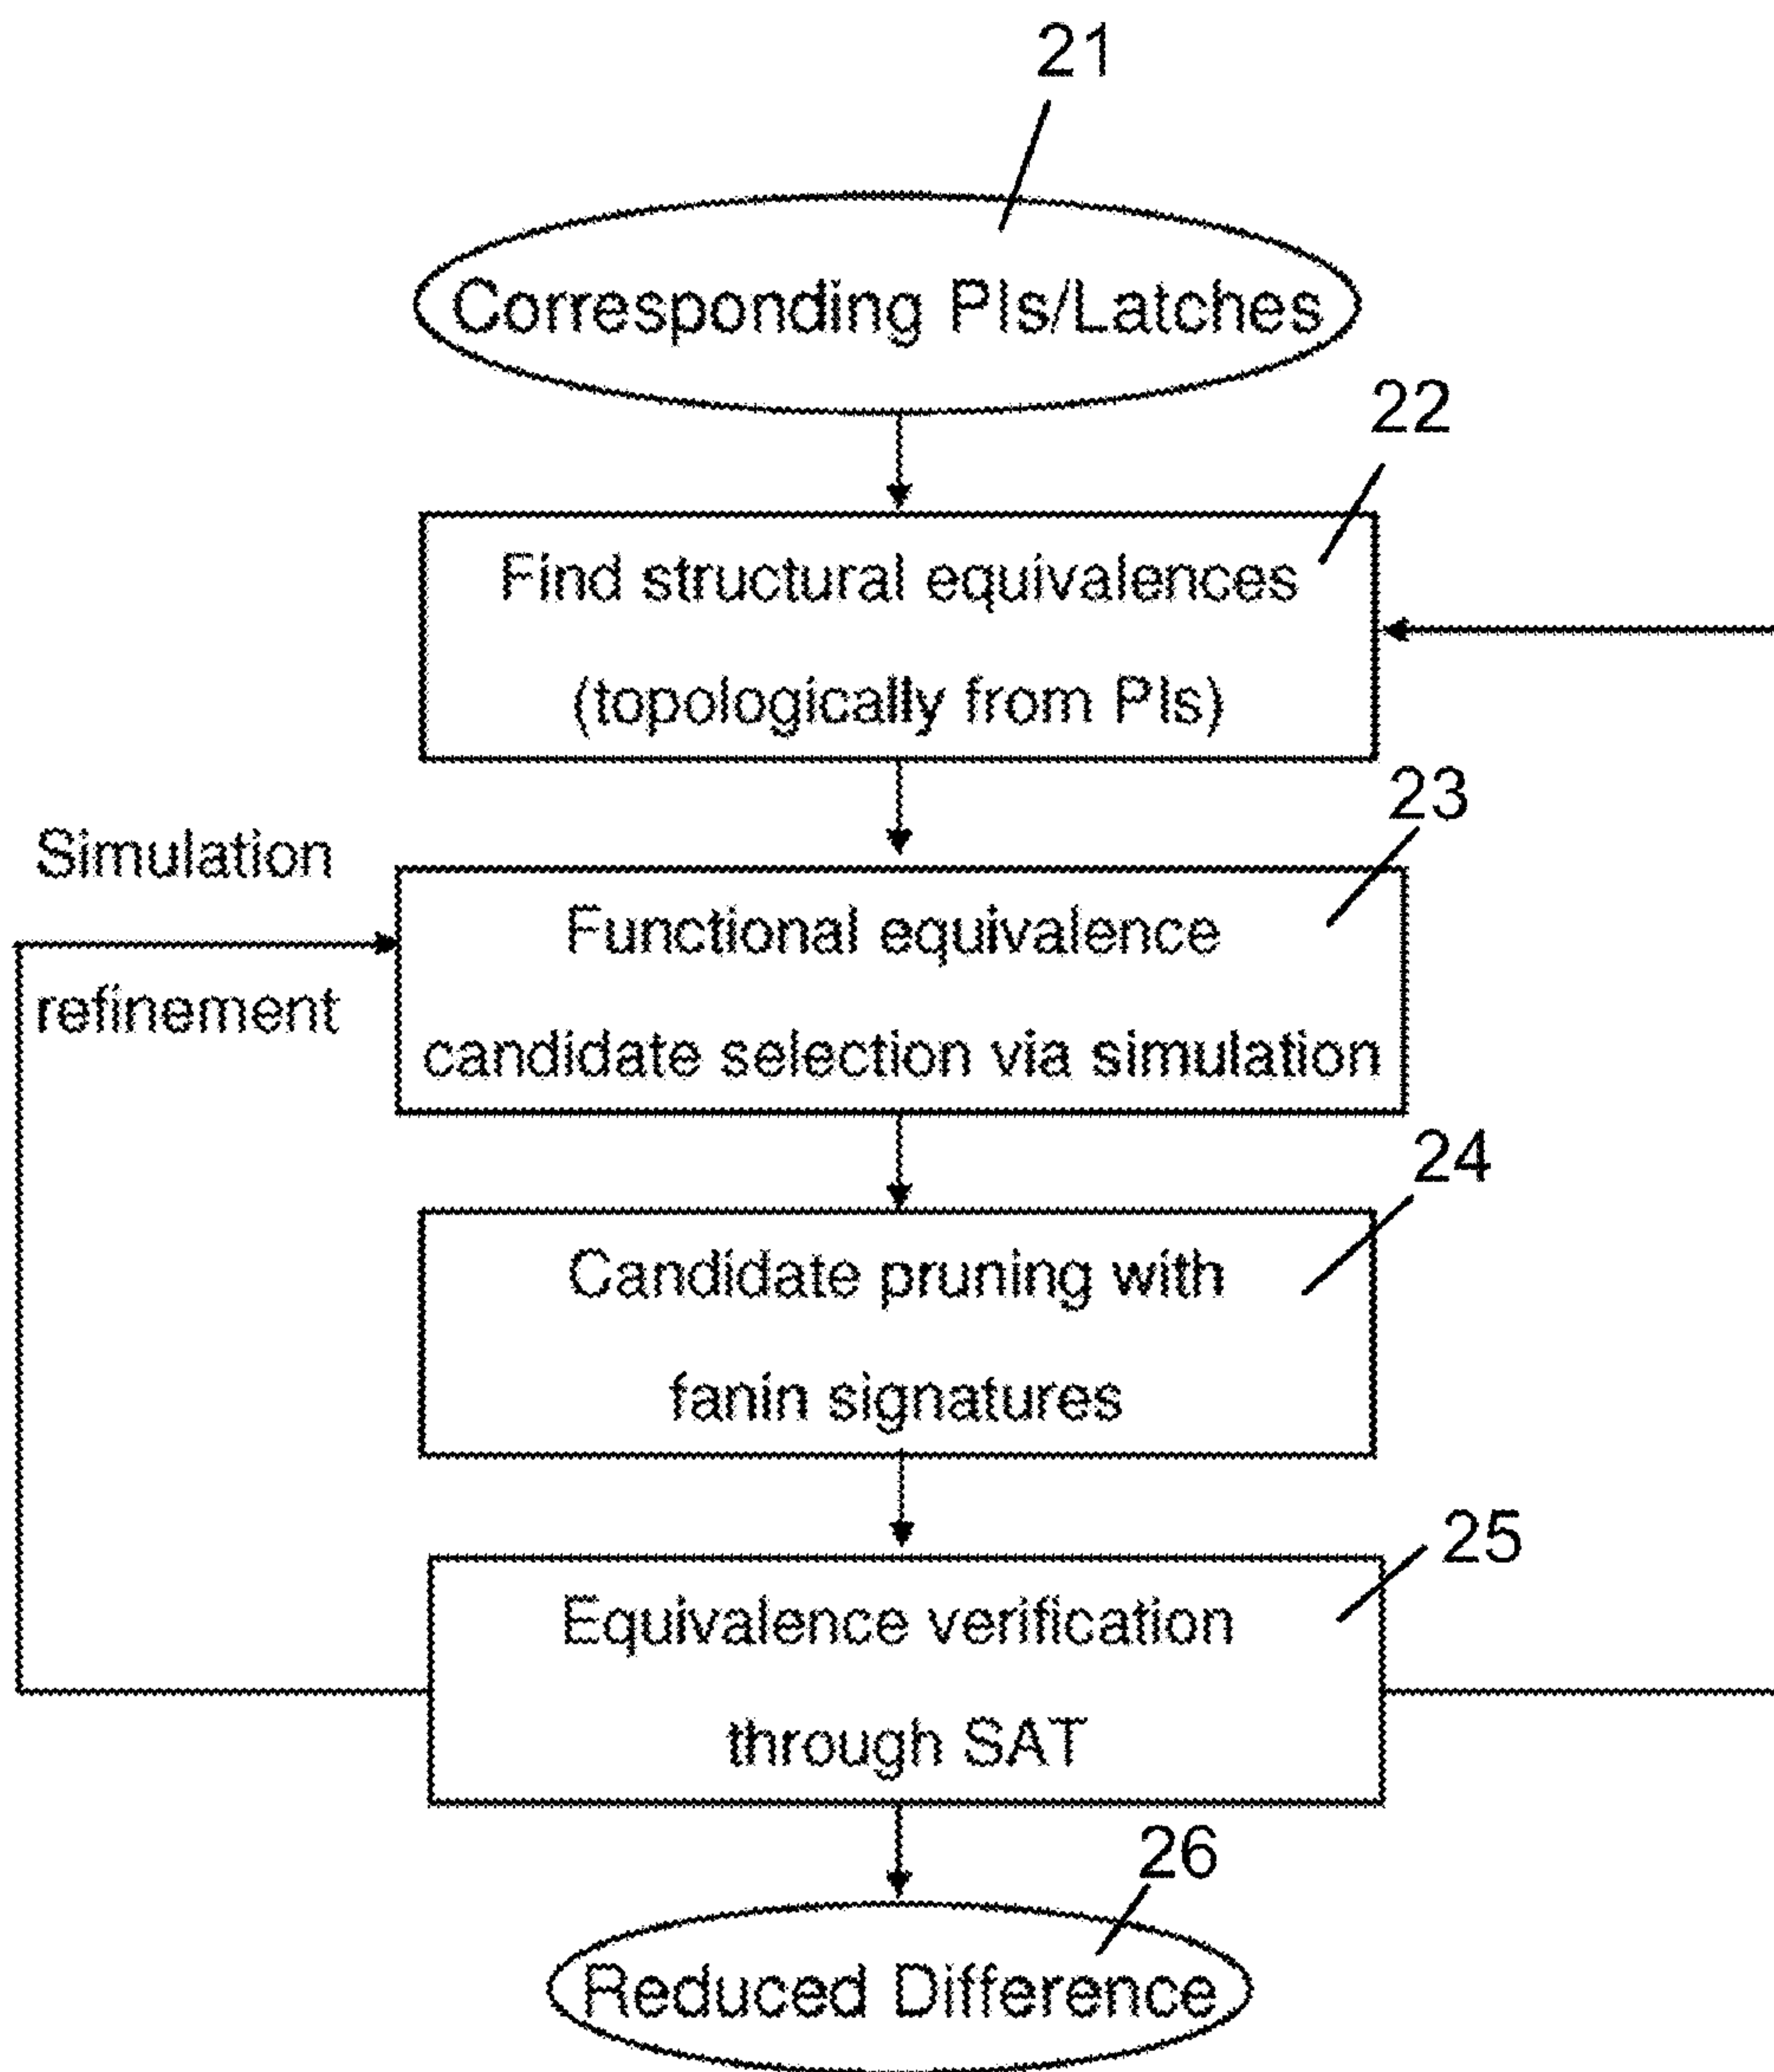 21
Corresponding PIs/Latches
22
Find structural equivalences
(topologically from PIs)
23
Simulation
refinement
Functional equivalence
candidate selection via simulation
24
Candidate pruning with
fanin signatures
25
Equivalence verification
through SAT
26
Reduced Difference